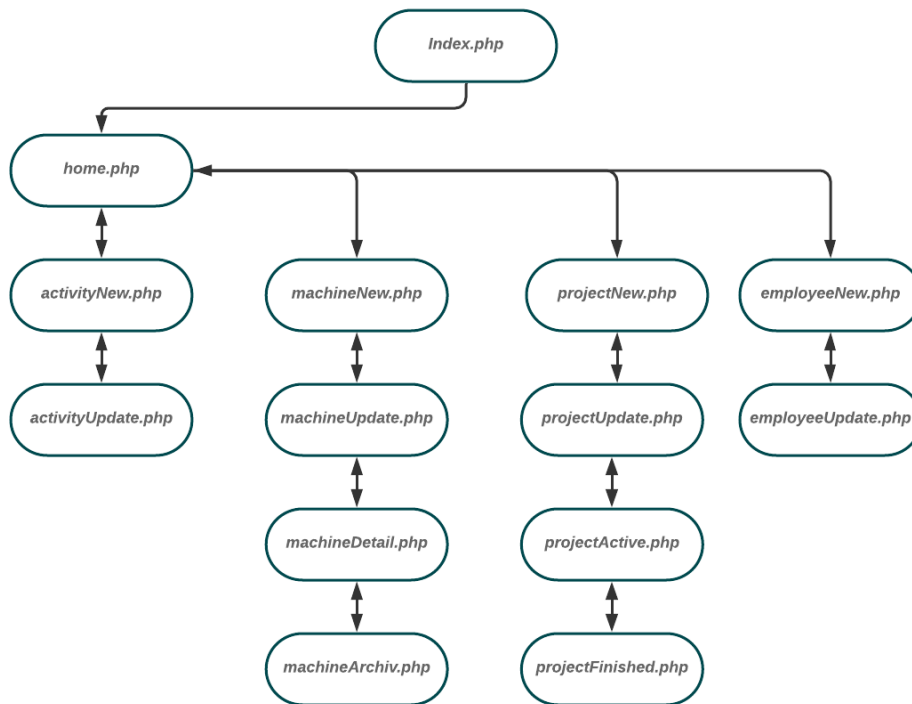 Index.php
home.php
activityNew.php
machineNew.php
projectNew.php
employeeNew.php
activityUpdate.php
machineUpdate.php
projectUpdate.php
employeeUpdate.php
machineDetail.php
projectActive.php
machineArchiv.php
projectFinished.php